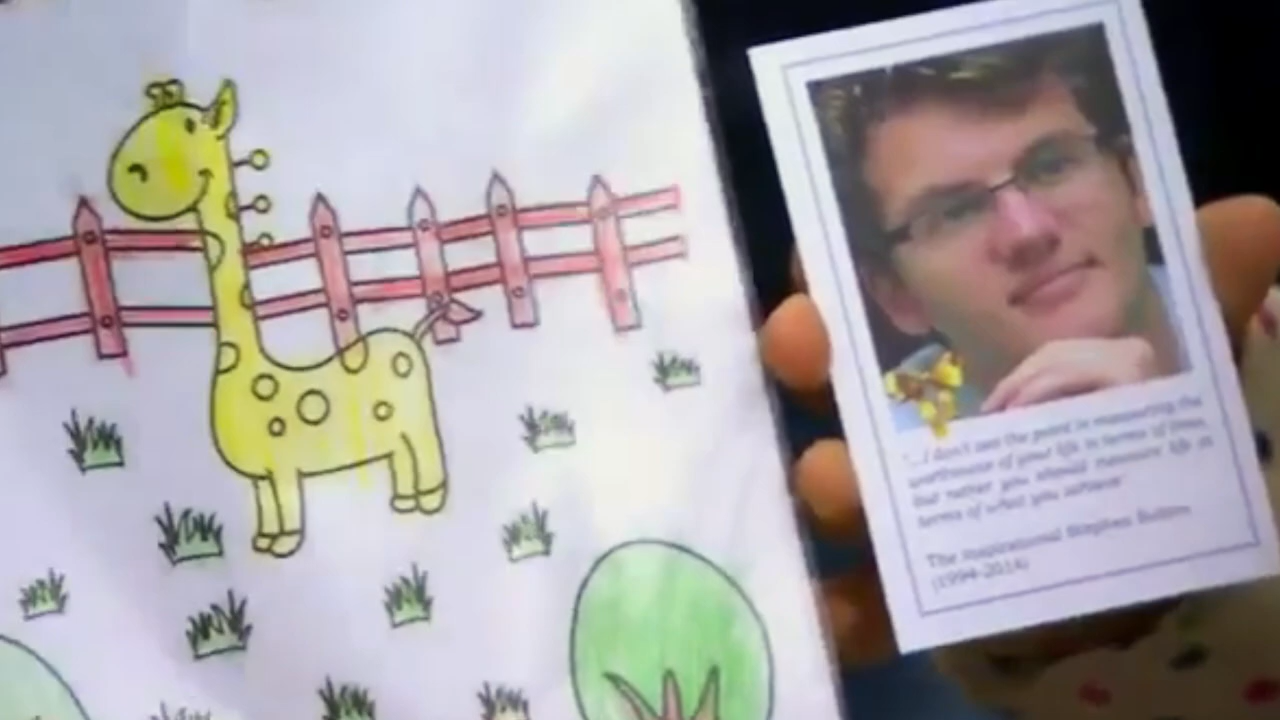 "...I don't see the point in measuring the
worthiness of your life in terms of time,
but rather you should measure life in
terms of what you achieve"
The inspirational Stephen Sutton
(1994-2014)